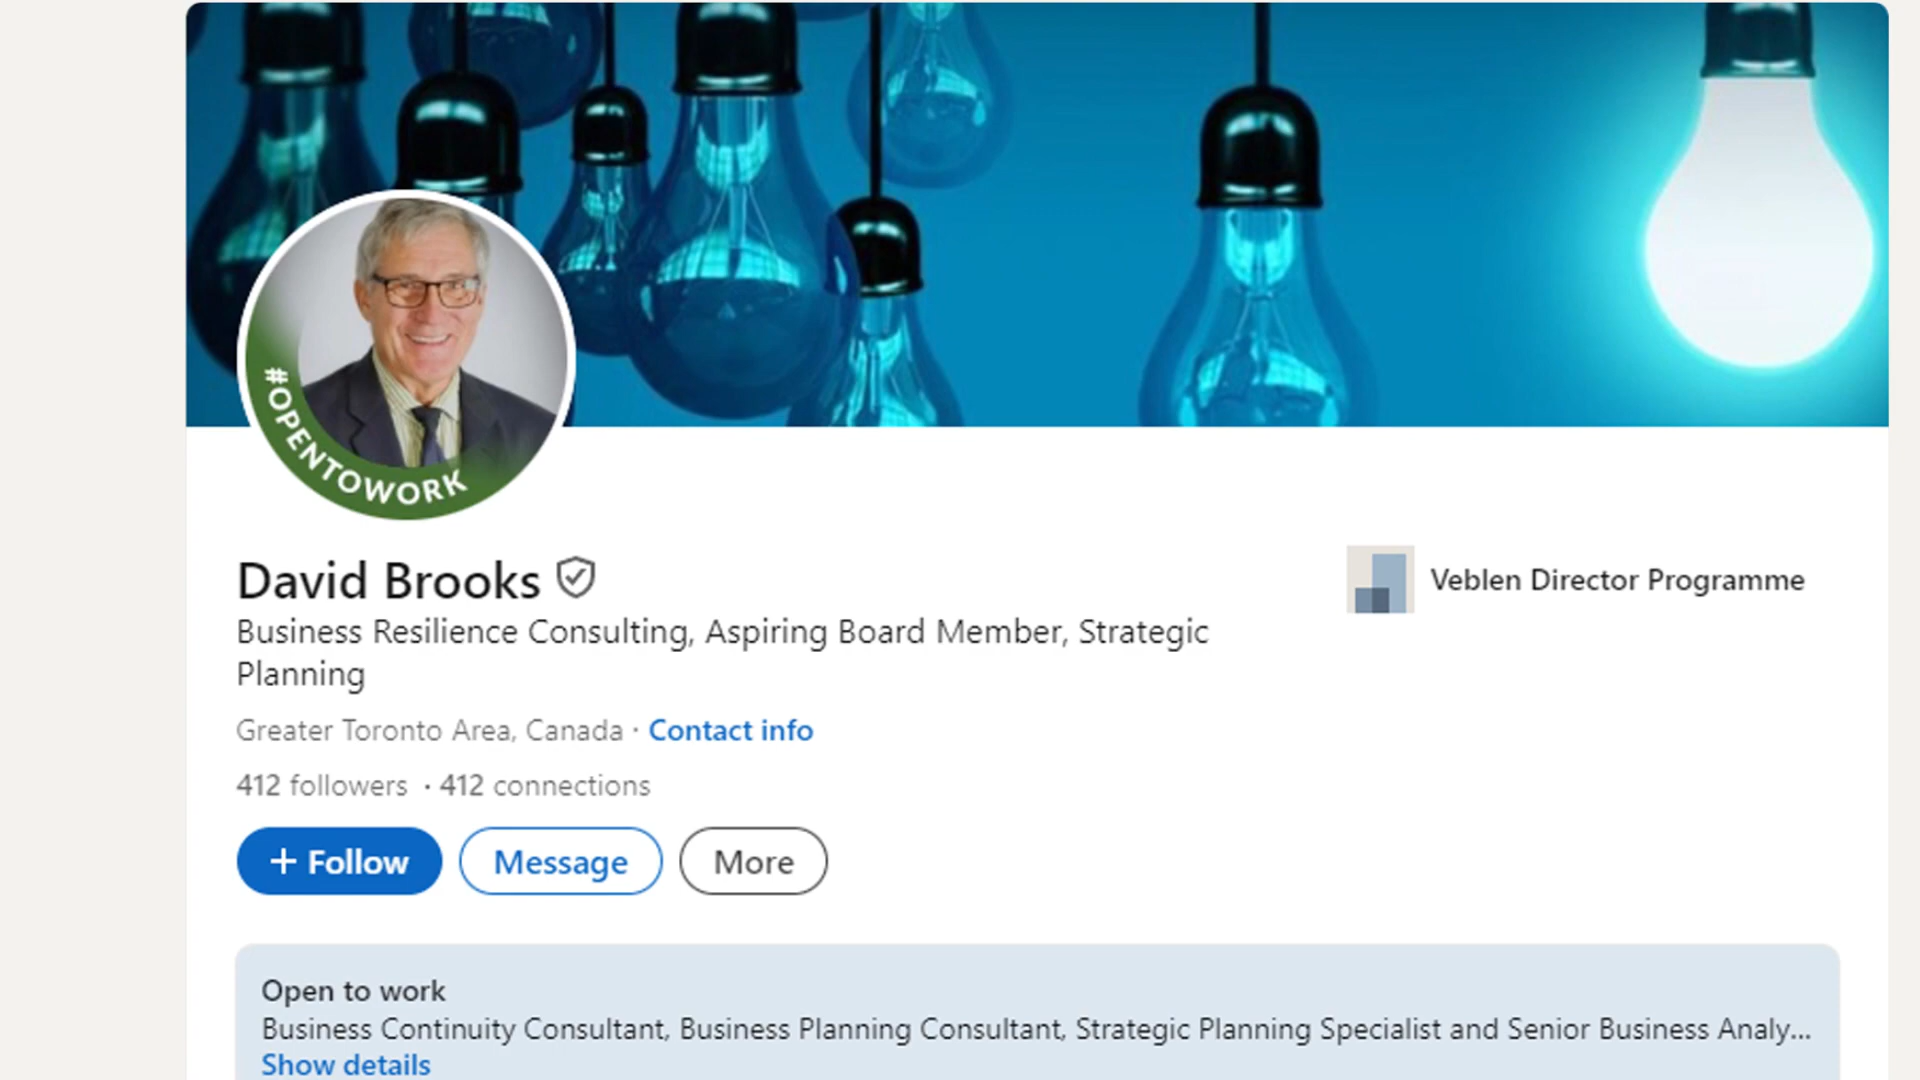 #OPENTOWORK
David Brooks
Veblen Director Programme
Business Resilience Consulting, Aspiring Board Member, Strategic
Planning
Greater Toronto Area, Canada · Contact info
412 followers · 412 connections
+ Follow
Message
More
Open to work
Business Continuity Consultant, Business Planning Consultant, Strategic Planning Specialist and Senior Business Analy...
Show details